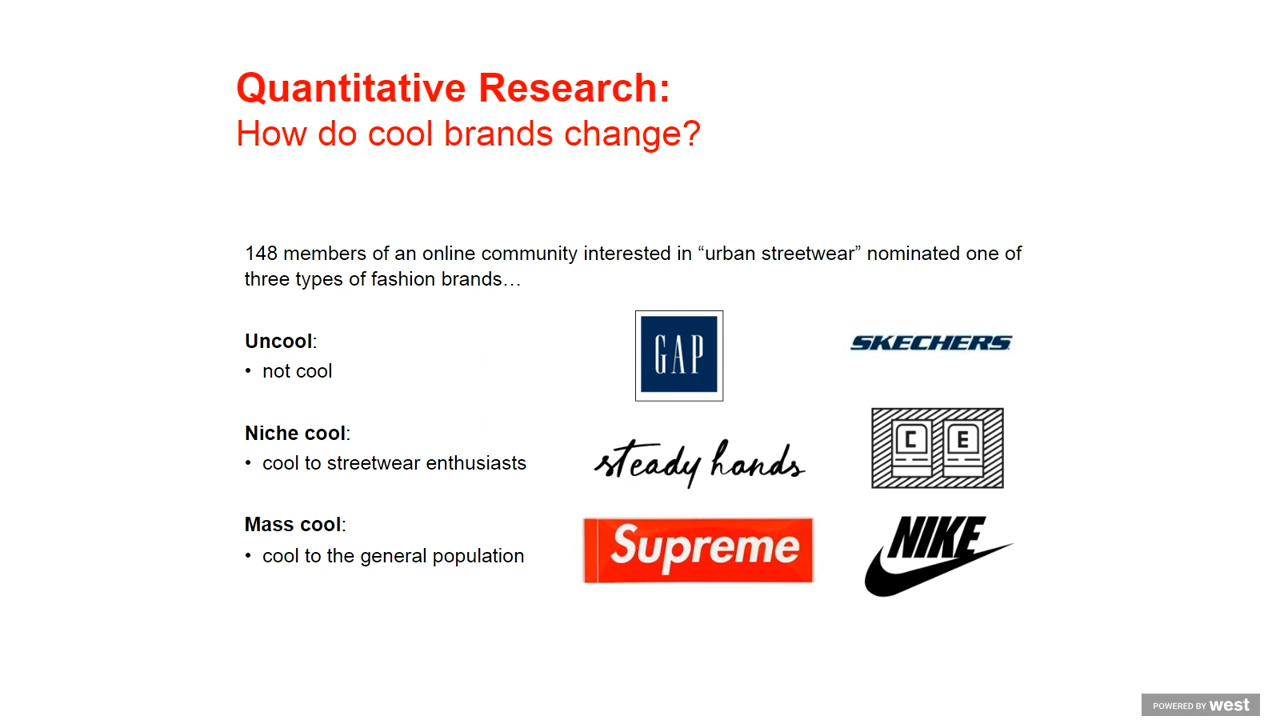 Quantitative Research:
How do cool brands change?
148 members of an online community interested in “urban streetwear” nominated one of
three types of fashion brands…
Uncool:
• not cool
GAP
SKECHERS
Niche cool:
• cool to streetwear enthusiasts
steady hands
C E
Mass cool:
• cool to the general population
Supreme
NIKE
POWERED BY west